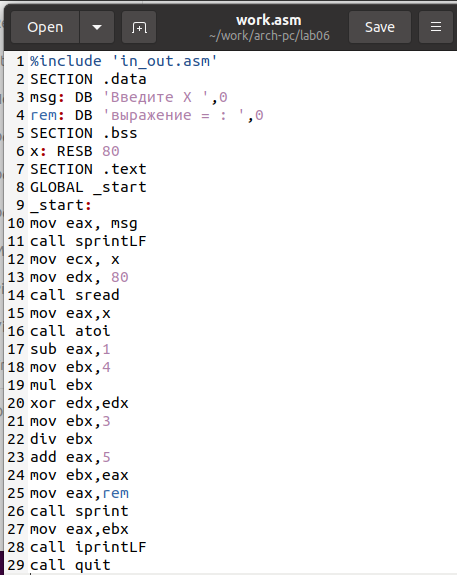 Open
work.asm
~/work/arch-pc/lab06
Save
1 %include 'in_out.asm'
2 SECTION .data
3 msg: DB 'Введите X ',0
4 rem: DB 'выражение = : ',0
5 SECTION .bss
6 x: RESB 80
7 SECTION .text
8 GLOBAL _start
9 _start:
10 mov eax, msg
11 call sprintLF
12 mov ecx, x
13 mov edx, 80
14 call sread
15 mov eax,x
16 call atoi
17 sub eax,1
18 mov ebx,4
19 mul ebx
20 xor edx,edx
21 mov ebx,3
22 div ebx
23 add eax,5
24 mov ebx,eax
25 mov eax,rem
26 call sprint
27 mov eax,ebx
28 call iprintLF
29 call quit